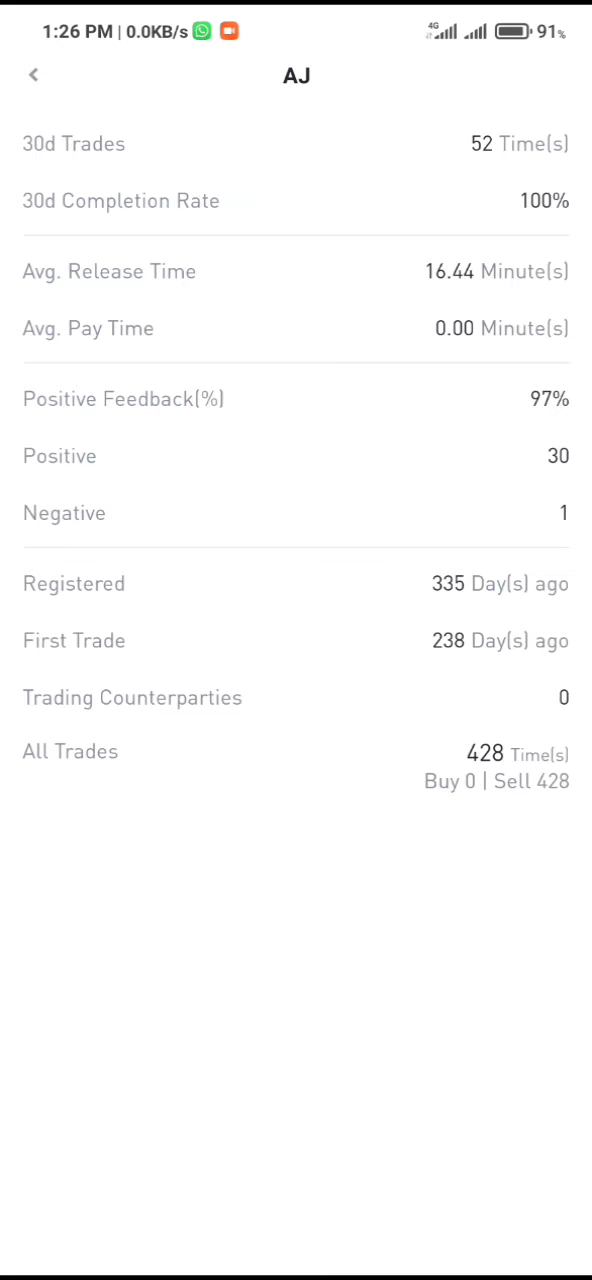 1:26 PM | 0.0KB/s 4G 91%
AJ
30d Trades 52 Time(s)
30d Completion Rate 100%
Avg. Release Time 16.44 Minute(s)
Avg. Pay Time 0.00 Minute(s)
Positive Feedback(%) 97%
Positive 30
Negative 1
Registered 335 Day(s) ago
First Trade 238 Day(s) ago
Trading Counterparties 0
All Trades 428 Time(s)
Buy 0 | Sell 428